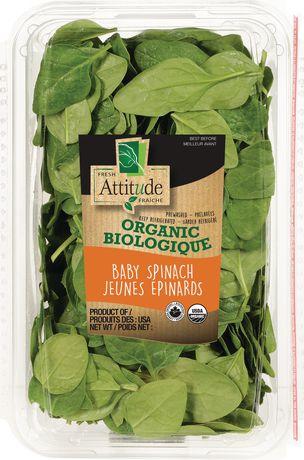 BEST BEFORE
MEILLEUR AVANT
FRESH
Attitude
FRAÎCHE
PREWASHED - PRÉLAVÉES
KEEP REFRIGERATED - GARDER RÉFRIGÉRÉ
ORGANIC
BIOLOGIQUE
BABY SPINACH
JEUNES ÉPINARDS
PRODUCT OF/
PRODUITS DES : USA
NET WT / POIDS NET :
USDA
ORGANIC